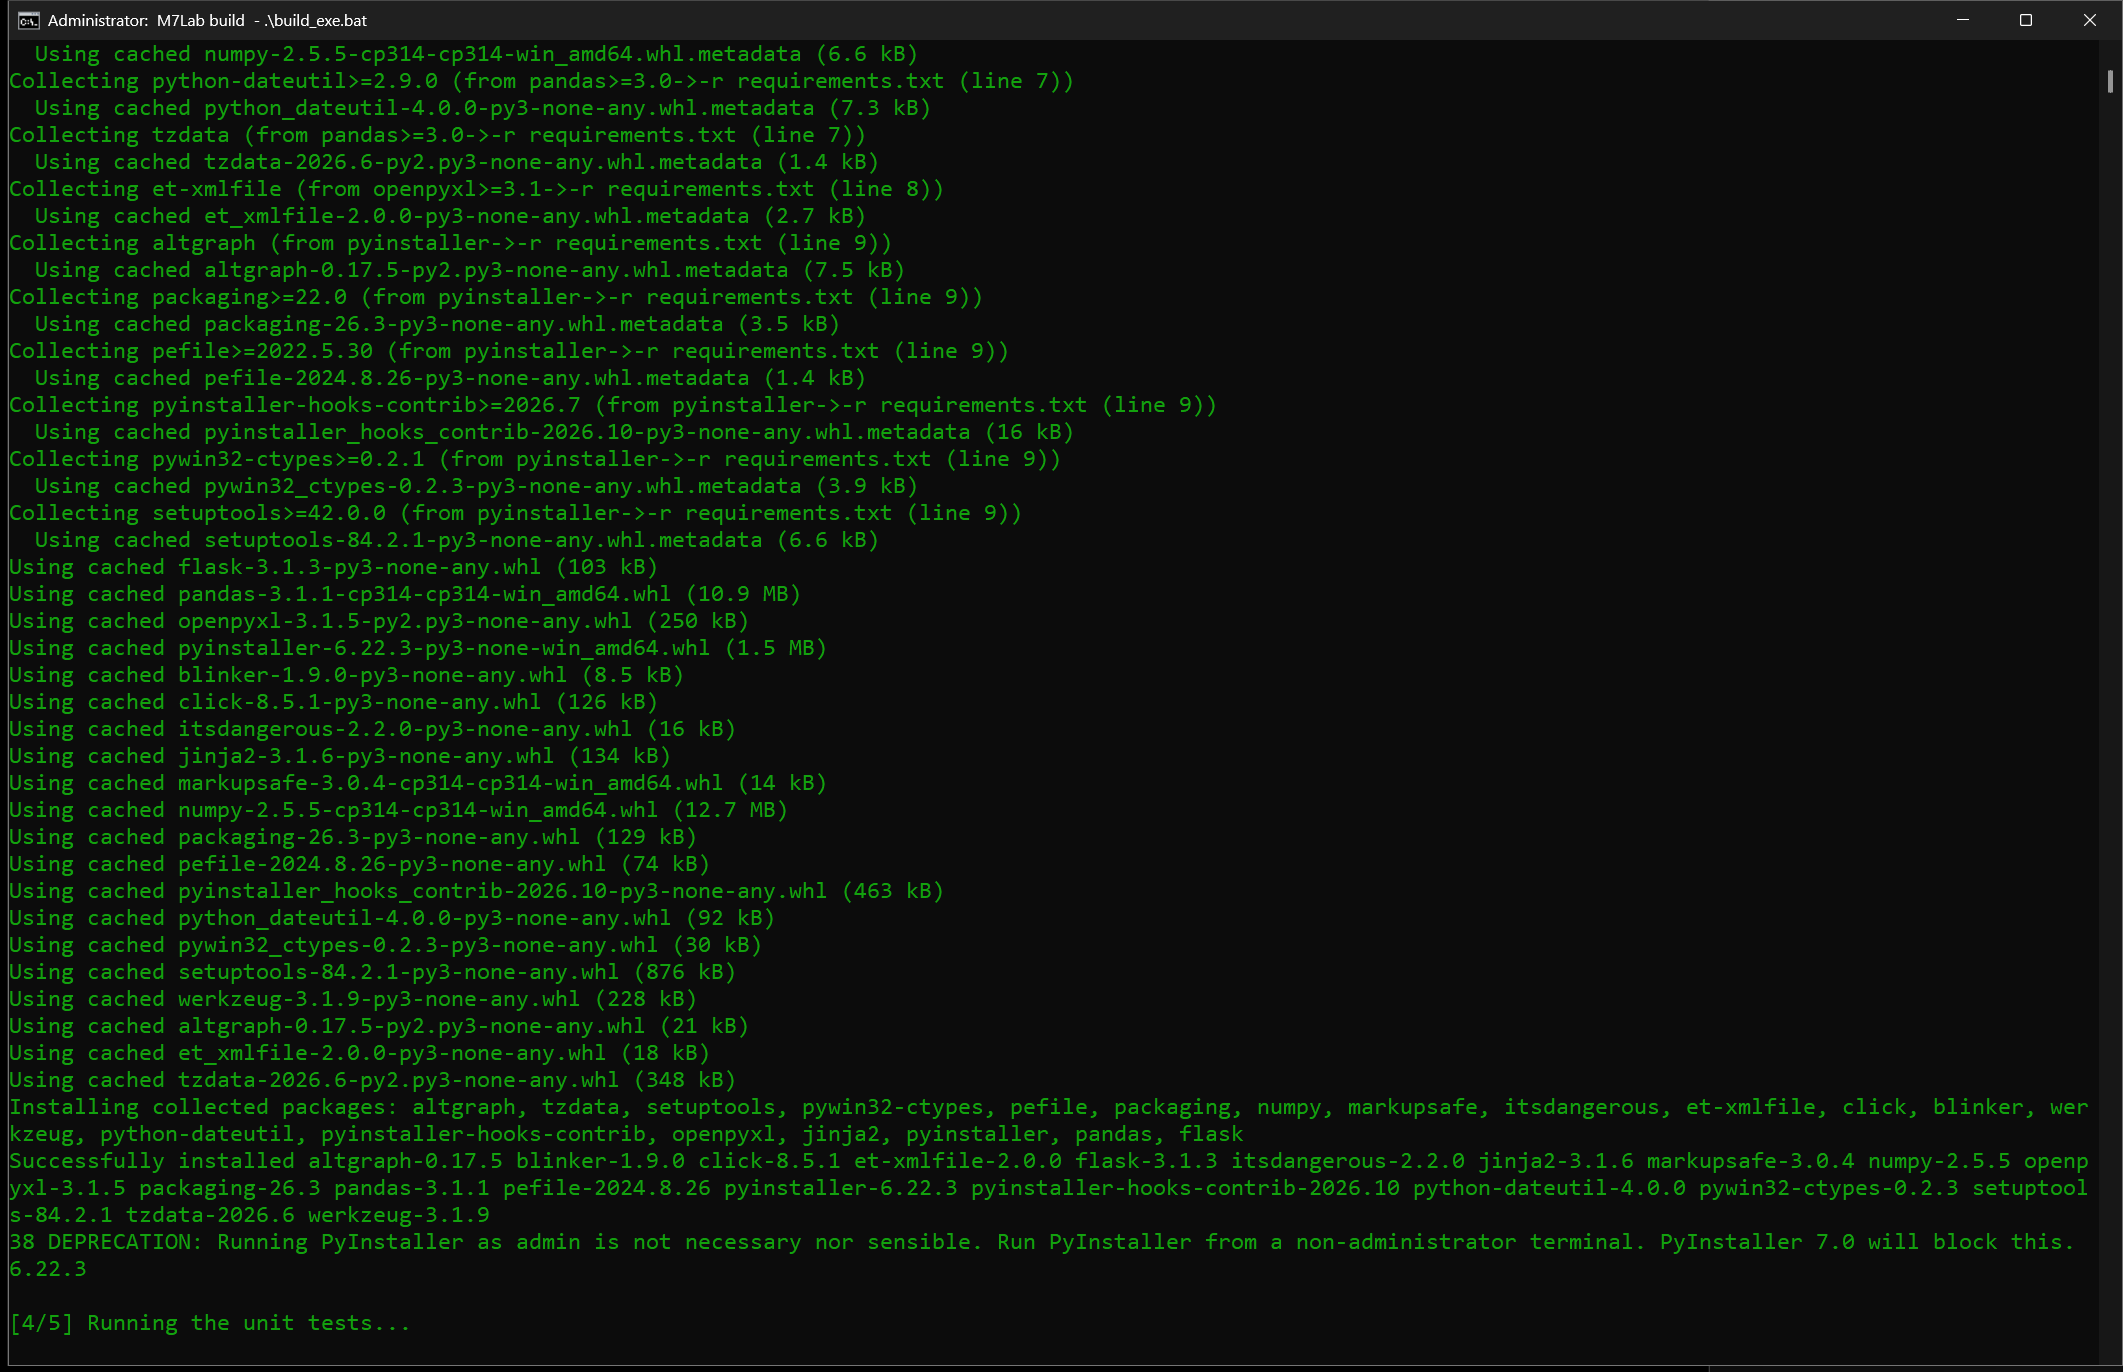 Administrator:  M7Lab build  - .\build_exe.bat
  Using cached numpy-2.5.5-cp314-cp314-win_amd64.whl.metadata (6.6 kB)
Collecting python-dateutil>=2.9.0 (from pandas>=3.0->-r requirements.txt (line 7))
  Using cached python_dateutil-4.0.0-py3-none-any.whl.metadata (7.3 kB)
Collecting tzdata (from pandas>=3.0->-r requirements.txt (line 7))
  Using cached tzdata-2026.6-py2.py3-none-any.whl.metadata (1.4 kB)
Collecting et-xmlfile (from openpyxl>=3.1->-r requirements.txt (line 8))
  Using cached et_xmlfile-2.0.0-py3-none-any.whl.metadata (2.7 kB)
Collecting altgraph (from pyinstaller->-r requirements.txt (line 9))
  Using cached altgraph-0.17.5-py2.py3-none-any.whl.metadata (7.5 kB)
Collecting packaging>=22.0 (from pyinstaller->-r requirements.txt (line 9))
  Using cached packaging-26.3-py3-none-any.whl.metadata (3.5 kB)
Collecting pefile>=2022.5.30 (from pyinstaller->-r requirements.txt (line 9))
  Using cached pefile-2024.8.26-py3-none-any.whl.metadata (1.4 kB)
Collecting pyinstaller-hooks-contrib>=2026.7 (from pyinstaller->-r requirements.txt (line 9))
  Using cached pyinstaller_hooks_contrib-2026.10-py3-none-any.whl.metadata (16 kB)
Collecting pywin32-ctypes>=0.2.1 (from pyinstaller->-r requirements.txt (line 9))
  Using cached pywin32_ctypes-0.2.3-py3-none-any.whl.metadata (3.9 kB)
Collecting setuptools>=42.0.0 (from pyinstaller->-r requirements.txt (line 9))
  Using cached setuptools-84.2.1-py3-none-any.whl.metadata (6.6 kB)
Using cached flask-3.1.3-py3-none-any.whl (103 kB)
Using cached pandas-3.1.1-cp314-cp314-win_amd64.whl (10.9 MB)
Using cached openpyxl-3.1.5-py2.py3-none-any.whl (250 kB)
Using cached pyinstaller-6.22.3-py3-none-win_amd64.whl (1.5 MB)
Using cached blinker-1.9.0-py3-none-any.whl (8.5 kB)
Using cached click-8.5.1-py3-none-any.whl (126 kB)
Using cached itsdangerous-2.2.0-py3-none-any.whl (16 kB)
Using cached jinja2-3.1.6-py3-none-any.whl (134 kB)
Using cached markupsafe-3.0.4-cp314-cp314-win_amd64.whl (14 kB)
Using cached numpy-2.5.5-cp314-cp314-win_amd64.whl (12.7 MB)
Using cached packaging-26.3-py3-none-any.whl (129 kB)
Using cached pefile-2024.8.26-py3-none-any.whl (74 kB)
Using cached pyinstaller_hooks_contrib-2026.10-py3-none-any.whl (463 kB)
Using cached python_dateutil-4.0.0-py3-none-any.whl (92 kB)
Using cached pywin32_ctypes-0.2.3-py3-none-any.whl (30 kB)
Using cached setuptools-84.2.1-py3-none-any.whl (876 kB)
Using cached werkzeug-3.1.9-py3-none-any.whl (228 kB)
Using cached altgraph-0.17.5-py2.py3-none-any.whl (21 kB)
Using cached et_xmlfile-2.0.0-py3-none-any.whl (18 kB)
Using cached tzdata-2026.6-py2.py3-none-any.whl (348 kB)
Installing collected packages: altgraph, tzdata, setuptools, pywin32-ctypes, pefile, packaging, numpy, markupsafe, itsdangerous, et-xmlfile, click, blinker, wer
kzeug, python-dateutil, pyinstaller-hooks-contrib, openpyxl, jinja2, pyinstaller, pandas, flask
Successfully installed altgraph-0.17.5 blinker-1.9.0 click-8.5.1 et-xmlfile-2.0.0 flask-3.1.3 itsdangerous-2.2.0 jinja2-3.1.6 markupsafe-3.0.4 numpy-2.5.5 openp
yxl-3.1.5 packaging-26.3 pandas-3.1.1 pefile-2024.8.26 pyinstaller-6.22.3 pyinstaller-hooks-contrib-2026.10 python-dateutil-4.0.0 pywin32-ctypes-0.2.3 setuptool
s-84.2.1 tzdata-2026.6 werkzeug-3.1.9
38 DEPRECATION: Running PyInstaller as admin is not necessary nor sensible. Run PyInstaller from a non-administrator terminal. PyInstaller 7.0 will block this.
6.22.3
[4/5] Running the unit tests...